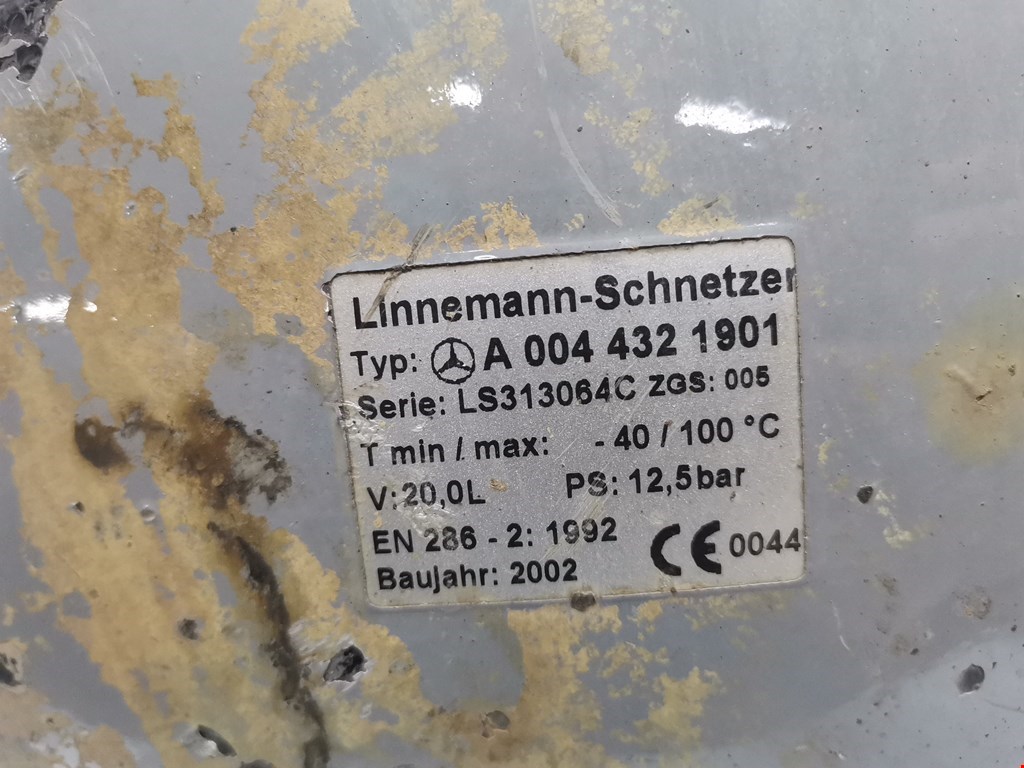 Linnemann-Schnetzer
Typ: A 004 432 1901
Serie: LS313064C ZGS: 005
T min / max: - 40 / 100 °C
V: 20,0L PS: 12,5bar
EN 286 - 2: 1992
Baujahr: 2002 CE 0044